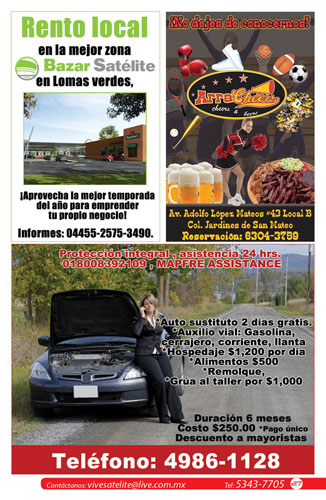 Rento local
en la mejor zona
Bazar Satélite
en Lomas verdes,
¡Aprovecha la mejor temporada
del año para emprender
tu propio negocio!
Informes: 04455-2575-3490.
¡No dejes de conocernos!
ArreCheers
cheers & beers
Av. Adolfo López Mateos #43 Local B
Col. Jardines de San Mateo
Reservación: 6304-3759
Protección integral , asistencia 24 hrs.
018008392109 , MAPFRE ASSISTANCE
Auto sustituto 2 días gratis.
*Auxilio vial: Gasolina,
cerrajero, corriente, llanta
*Hospedaje $1,200 por día
*Alimentos $500
*Remolque,
*Grúa al taller por $1,000
Duración 6 meses
Costo $250.00 *Pago único
Descuento a mayoristas
Teléfono: 4986-1128
Contáctanos: vivesatelite@live.com.mx
Tel: 5343-7705